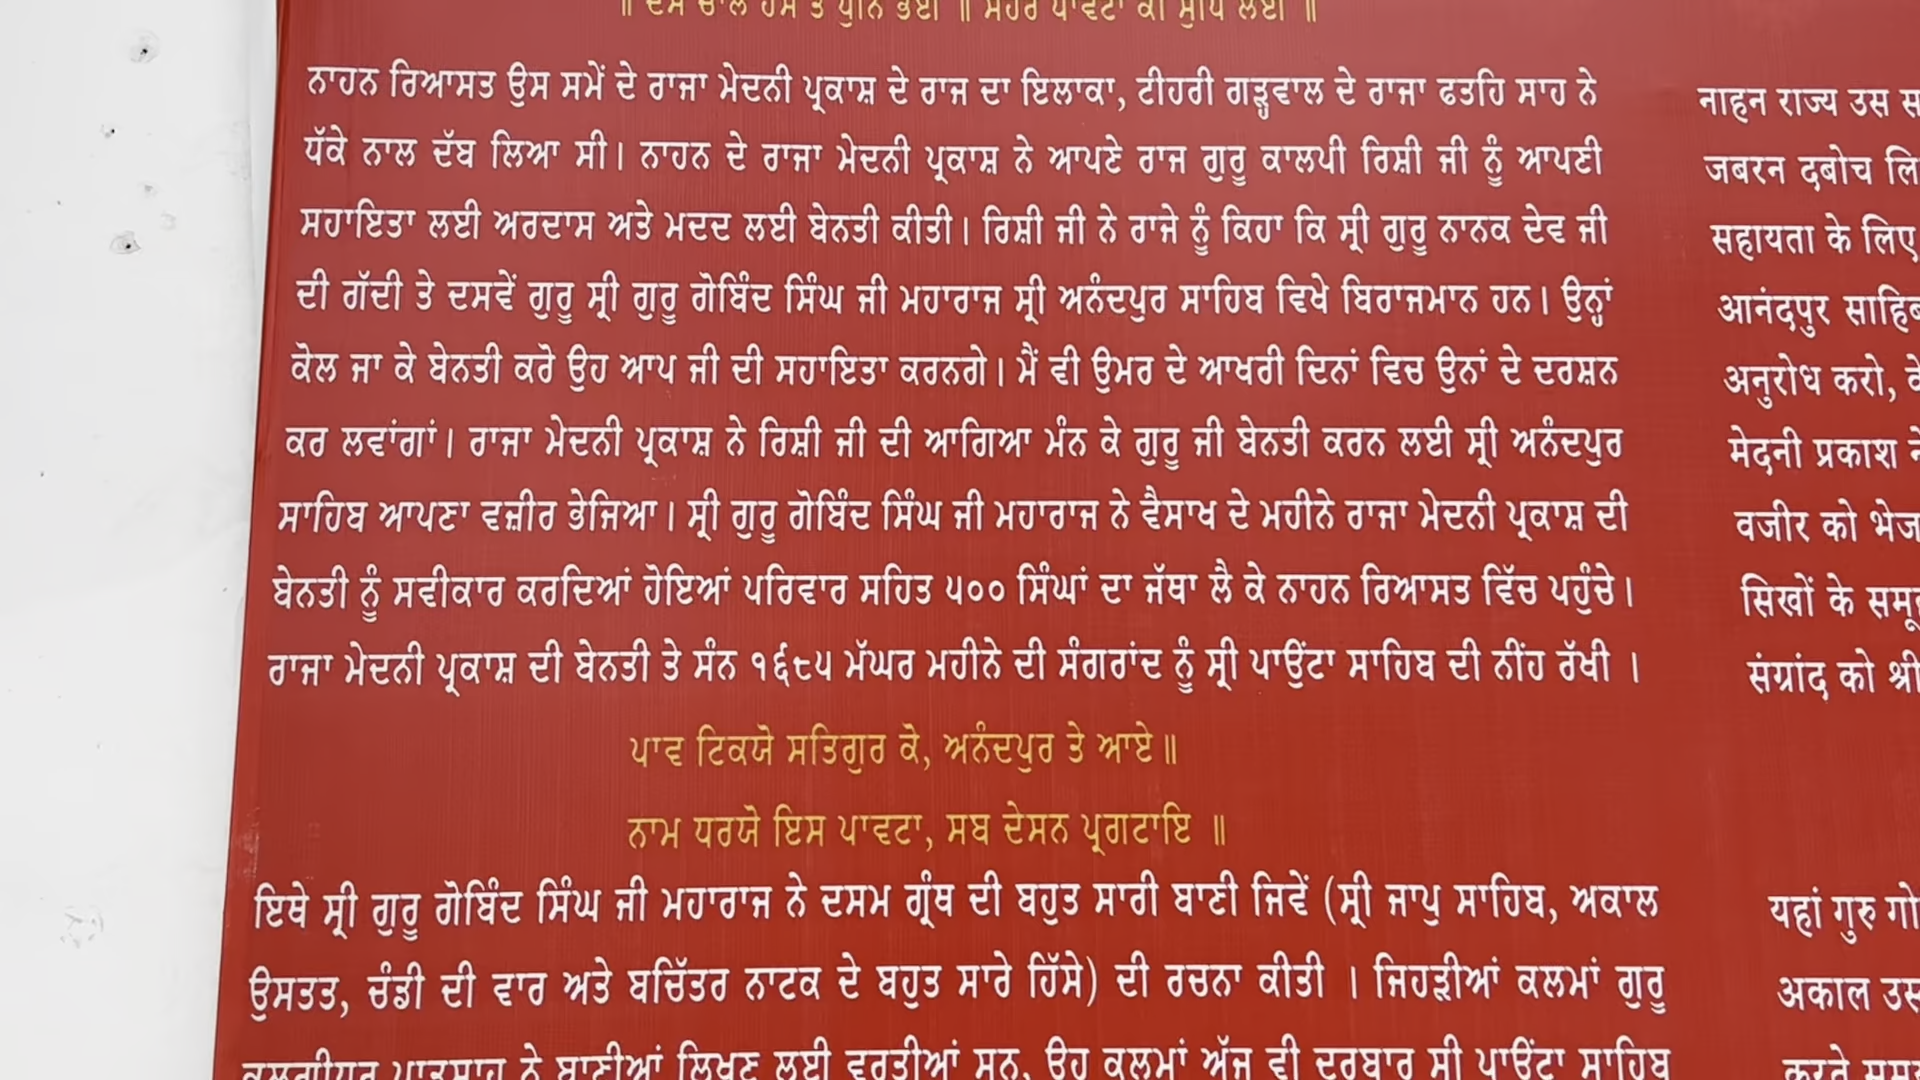 ॥ ਦਸ ਚਾਲ ਹਸ ਤੇ ਧੁਨਿ ਭਈ ॥ ਸਹਰ ਪਾਵਟਾ ਕੀ ਸੁਧਿ ਲਈ ॥
ਨਾਹਨ ਰਿਆਸਤ ਉਸ ਸਮੇਂ ਦੇ ਰਾਜਾ ਮੇਦਨੀ ਪ੍ਰਕਾਸ਼ ਦੇ ਰਾਜ ਦਾ ਇਲਾਕਾ, ਟੀਹਰੀ ਗੜ੍ਹਵਾਲ ਦੇ ਰਾਜਾ ਫਤਹਿ ਸਾਹ ਨੇ
ਧੱਕੇ ਨਾਲ ਦੱਬ ਲਿਆ ਸੀ। ਨਾਹਨ ਦੇ ਰਾਜਾ ਮੇਦਨੀ ਪ੍ਰਕਾਸ਼ ਨੇ ਆਪਣੇ ਰਾਜ ਗੁਰੂ ਕਾਲਪੀ ਰਿਸ਼ੀ ਜੀ ਨੂੰ ਆਪਣੀ
ਸਹਾਇਤਾ ਲਈ ਅਰਦਾਸ ਅਤੇ ਮਦਦ ਲਈ ਬੇਨਤੀ ਕੀਤੀ। ਰਿਸ਼ੀ ਜੀ ਨੇ ਰਾਜੇ ਨੂੰ ਕਿਹਾ ਕਿ ਸ੍ਰੀ ਗੁਰੂ ਨਾਨਕ ਦੇਵ ਜੀ
ਦੀ ਗੱਦੀ ਤੇ ਦਸਵੇਂ ਗੁਰੂ ਸ੍ਰੀ ਗੁਰੂ ਗੋਬਿੰਦ ਸਿੰਘ ਜੀ ਮਹਾਰਾਜ ਸ੍ਰੀ ਅਨੰਦਪੁਰ ਸਾਹਿਬ ਵਿਖੇ ਬਿਰਾਜਮਾਨ ਹਨ। ਉਨ੍ਹਾਂ
ਕੋਲ ਜਾ ਕੇ ਬੇਨਤੀ ਕਰੋ ਉਹ ਆਪ ਜੀ ਦੀ ਸਹਾਇਤਾ ਕਰਨਗੇ। ਮੈਂ ਵੀ ਉਮਰ ਦੇ ਆਖਰੀ ਦਿਨਾਂ ਵਿਚ ਉਨਾਂ ਦੇ ਦਰਸ਼ਨ
ਕਰ ਲਵਾਂਗਾਂ। ਰਾਜਾ ਮੇਦਨੀ ਪ੍ਰਕਾਸ਼ ਨੇ ਰਿਸ਼ੀ ਜੀ ਦੀ ਆਗਿਆ ਮੰਨ ਕੇ ਗੁਰੂ ਜੀ ਬੇਨਤੀ ਕਰਨ ਲਈ ਸ੍ਰੀ ਅਨੰਦਪੁਰ
ਸਾਹਿਬ ਆਪਣਾ ਵਜ਼ੀਰ ਭੇਜਿਆ। ਸ੍ਰੀ ਗੁਰੂ ਗੋਬਿੰਦ ਸਿੰਘ ਜੀ ਮਹਾਰਾਜ ਨੇ ਵੈਸਾਖ ਦੇ ਮਹੀਨੇ ਰਾਜਾ ਮੇਦਨੀ ਪ੍ਰਕਾਸ਼ ਦੀ
ਬੇਨਤੀ ਨੂੰ ਸਵੀਕਾਰ ਕਰਦਿਆਂ ਹੋਇਆਂ ਪਰਿਵਾਰ ਸਹਿਤ ੫੦੦ ਸਿੰਘਾਂ ਦਾ ਜੱਥਾ ਲੈ ਕੇ ਨਾਹਨ ਰਿਆਸਤ ਵਿੱਚ ਪਹੁੰਚੇ।
ਰਾਜਾ ਮੇਦਨੀ ਪ੍ਰਕਾਸ਼ ਦੀ ਬੇਨਤੀ ਤੇ ਸੰਨ ੧੬੮੫ ਮੱਘਰ ਮਹੀਨੇ ਦੀ ਸੰਗਰਾਂਦ ਨੂੰ ਸ੍ਰੀ ਪਾਉਂਟਾ ਸਾਹਿਬ ਦੀ ਨੀਂਹ ਰੱਖੀ ।
ਪਾਵ ਟਿਕਯੋ ਸਤਿਗੁਰ ਕੋ, ਅਨੰਦਪੁਰ ਤੇ ਆਏ॥
ਨਾਮ ਧਰਯੋ ਇਸ ਪਾਵਟਾ, ਸਬ ਦੇਸਨ ਪ੍ਰਗਟਾਇ ॥
ਇਥੇ ਸ੍ਰੀ ਗੁਰੂ ਗੋਬਿੰਦ ਸਿੰਘ ਜੀ ਮਹਾਰਾਜ ਨੇ ਦਸਮ ਗ੍ਰੰਥ ਦੀ ਬਹੁਤ ਸਾਰੀ ਬਾਣੀ ਜਿਵੇਂ (ਸ੍ਰੀ ਜਾਪੁ ਸਾਹਿਬ, ਅਕਾਲ
ਉਸਤਤ, ਚੰਡੀ ਦੀ ਵਾਰ ਅਤੇ ਬਚਿੱਤਰ ਨਾਟਕ ਦੇ ਬਹੁਤ ਸਾਰੇ ਹਿੱਸੇ) ਦੀ ਰਚਨਾ ਕੀਤੀ । ਜਿਹੜੀਆਂ ਕਲਮਾਂ ਗੁਰੂ
ਕਲਗੀਧਰ ਪਾਤਸਾਹ ਨੇ ਬਾਣੀਆਂ ਲਿਖਣ ਲਈ ਵਰਤੀਆਂ ਸਨ, ਉਹ ਕਲਮਾਂ ਅੱਜ ਵੀ ਦਰਬਾਰ ਸ੍ਰੀ ਪਾਉਂਟਾ ਸਾਹਿਬ
नाहन राज्य उस
जबरन दबोच
सहायता के लिए
आनंदपुर साहिब
अनुरोध करो,
मेदनी प्रकाश ने
वजीर को
सिखों के
संग्रांद को श्री
यहां गुरु
अकाल